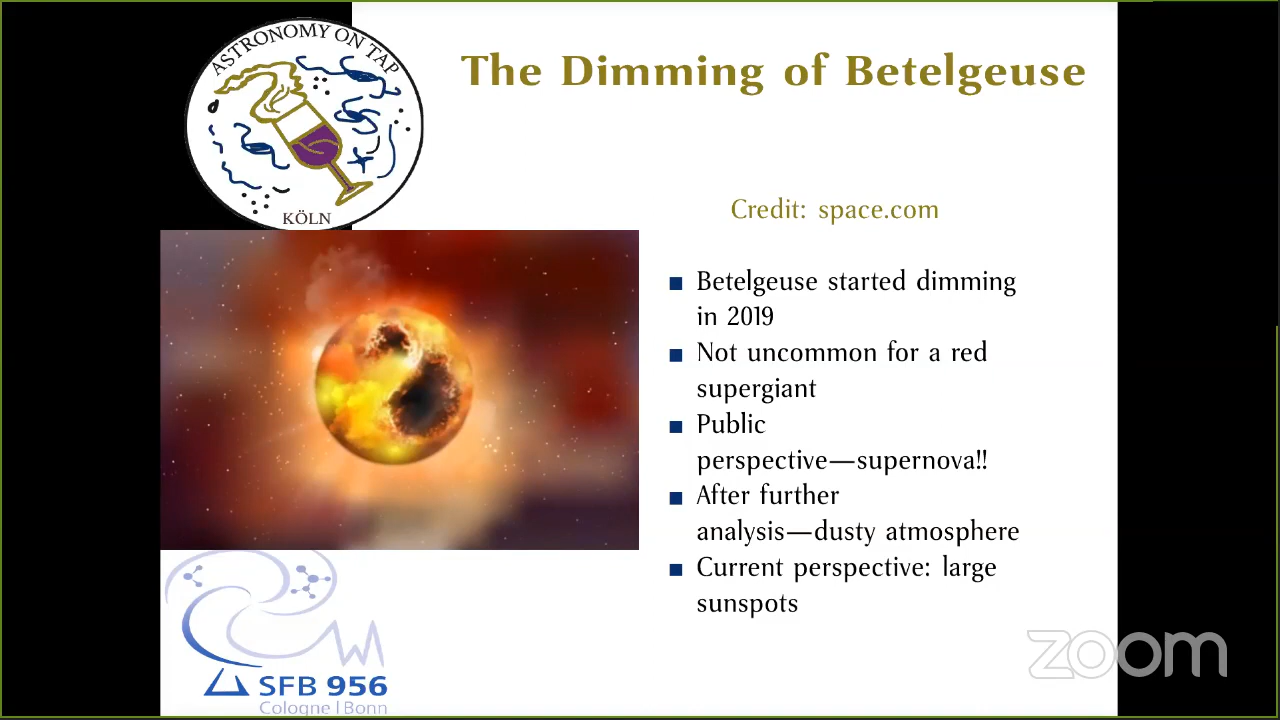 ASTRONOMY ON TAP
KÖLN
The Dimming of Betelgeuse
Credit: space.com
Betelgeuse started dimming
in 2019
Not uncommon for a red
supergiant
Public
perspective—supernova!!
After further
analysis—dusty atmosphere
Current perspective: large
sunspots
SFB 956
Cologne | Bonn
zoom